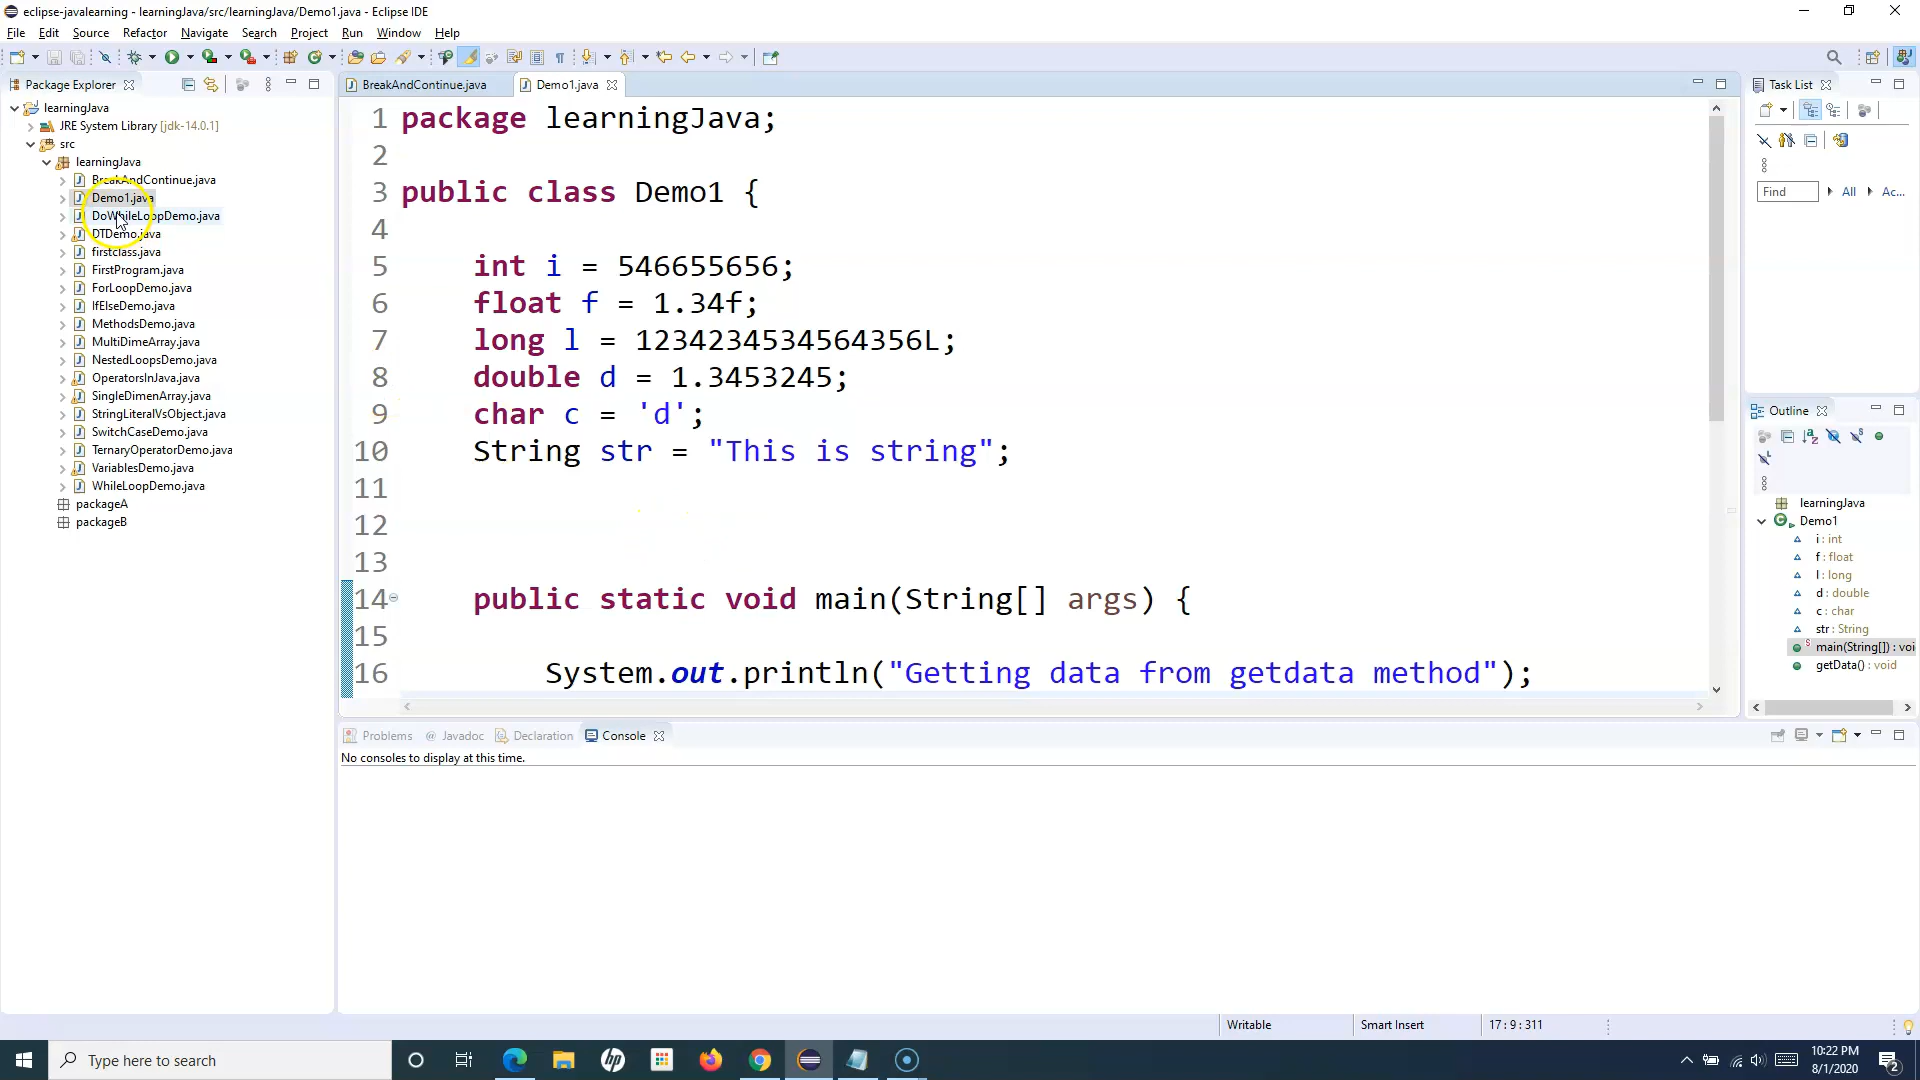 eclipse-javalearning - learningJava/src/learningJava/Demo1.java - Eclipse IDE
File Edit Source Refactor Navigate Search Project Run Window Help
Package Explorer
learningJava
JRE System Library [jdk-14.0.1]
src
learningJava
BreakAndContinue.java
Demo1.java
DoWhileLoopDemo.java
DTDemo.java
firstclass.java
FirstProgram.java
ForLoopDemo.java
IfElseDemo.java
MethodsDemo.java
MultiDimeArray.java
NestedLoopsDemo.java
OperatorsInJava.java
SingleDimenArray.java
StringLiteralVsObject.java
SwitchCaseDemo.java
TernaryOperatorDemo.java
VariablesDemo.java
WhileLoopDemo.java
packageA
packageB
BreakAndContinue.java Demo1.java
1 package learningJava;
2
3 public class Demo1 {
4
5 int i = 546655656;
6 float f = 1.34f;
7 long l = 12342345345643 56L;
8 double d = 1.3453245;
9 char c = 'd';
10 String str = "This is string";
11
12
13
14 public static void main(String[] args) {
15
16 System.out.println("Getting data from getdata method");
Task List
Find All Ac...
Outline
learningJava
Demo1
i : int
f : float
l : long
d : double
c : char
str : String
main(String[]) : voi
getData() : void
Problems Javadoc Declaration Console
No consoles to display at this time.
Writable Smart Insert 17 : 9 : 311
Type here to search
10:22 PM
8/1/2020
2